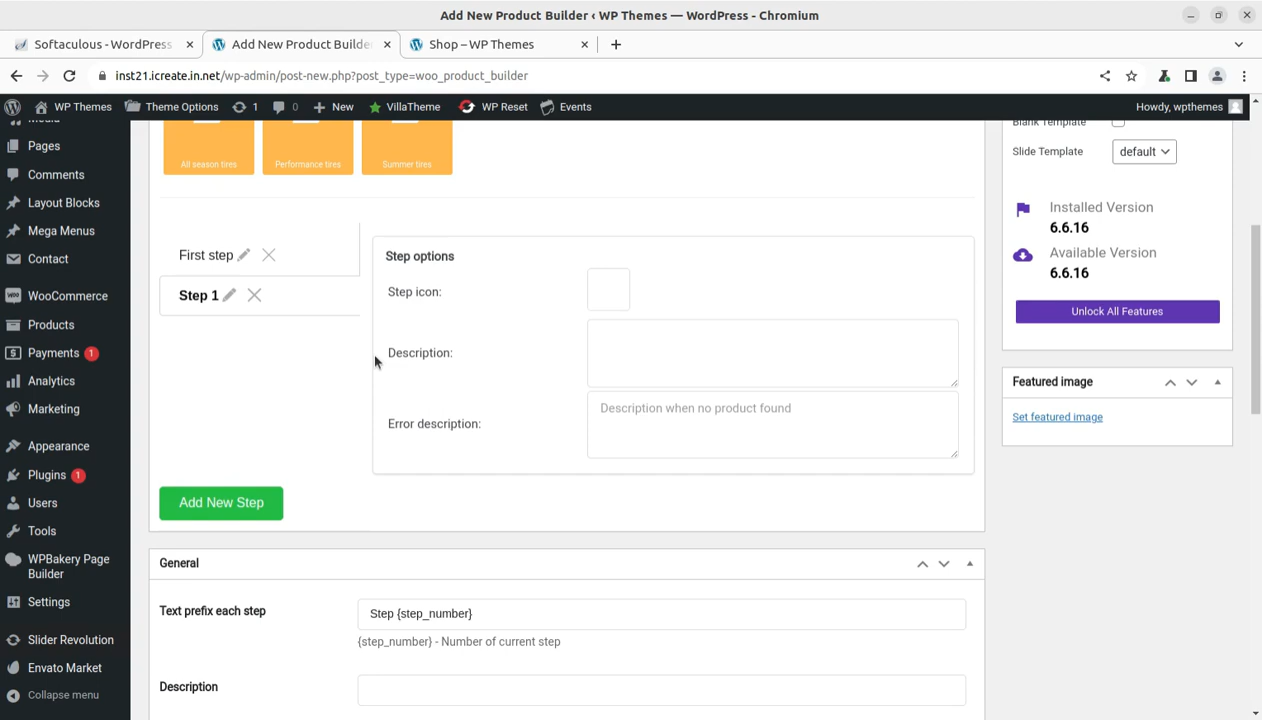 Add New Product Builder ‹ WP Themes — WordPress - Chromium
Softaculous - WordPress
Add New Product Builde
Shop – WP Themes
inst21.icreate.in.net/wp-admin/post-new.php?post_type=woo_product_builder
WP Themes
Theme Options
1
0
New
VillaTheme
WP Reset
Events
Howdy, wpthemes
Media
Pages
Comments
Layout Blocks
Mega Menus
Contact
WooCommerce
Products
Payments 1
Analytics
Marketing
Appearance
Plugins 1
Users
Tools
WPBakery Page
Builder
Settings
Slider Revolution
Envato Market
Collapse menu
All season tires
Performance tires
Summer tires
First step
Step 1
Step options
Step icon:
Description:
Error description:
Description when no product found
Add New Step
General
Text prefix each step
Step {step_number}
{step_number} - Number of current step
Description
Blank Template
Slide Template
default
Installed Version
6.6.16
Available Version
6.6.16
Unlock All Features
Featured image
Set featured image